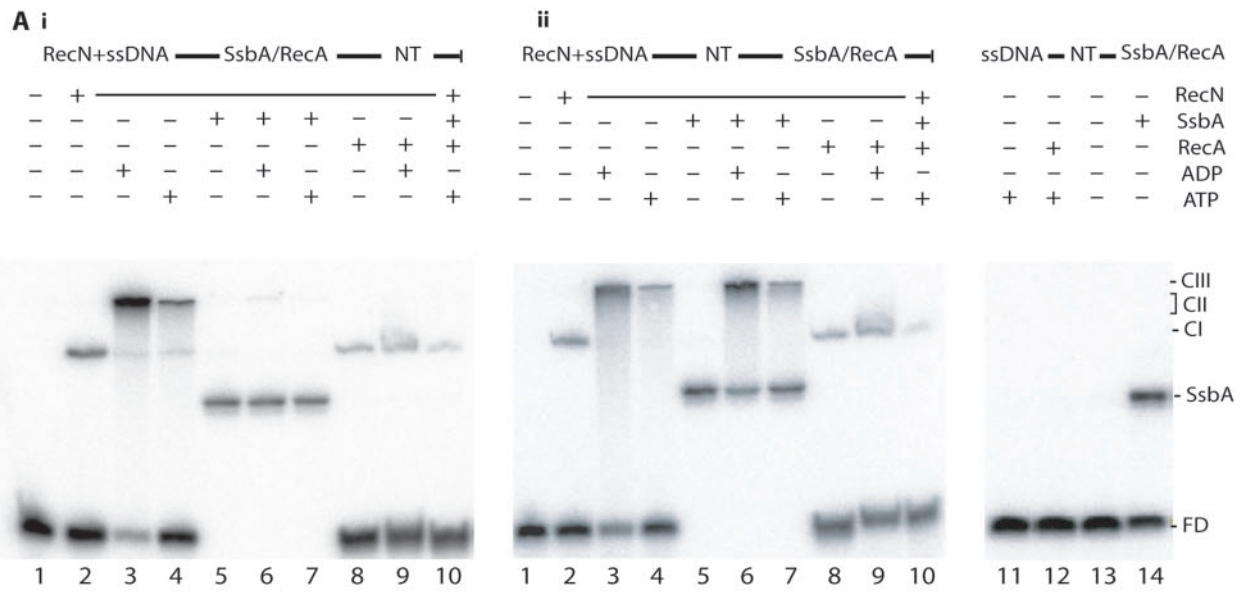 A i ii
RecN+ssDNA SsbA/RecA NT RecN+ssDNA NT SsbA/RecA ssDNA NT SsbA/RecA
− + + − + + − − − − RecN
− − − − + + + − − + − − − − + + + − − + − − − + SsbA
− − − − − − − + + + − − − − − − − + + + − + − − RecA
− − + − − + − − + − − − + − − + − − + − − − − − ADP
− − − + − − + − − + − − − + − − + − − + + + − − ATP
CIII
CII
CI
SsbA
FD
1 2 3 4 5 6 7 8 9 10 1 2 3 4 5 6 7 8 9 10 11 12 13 14